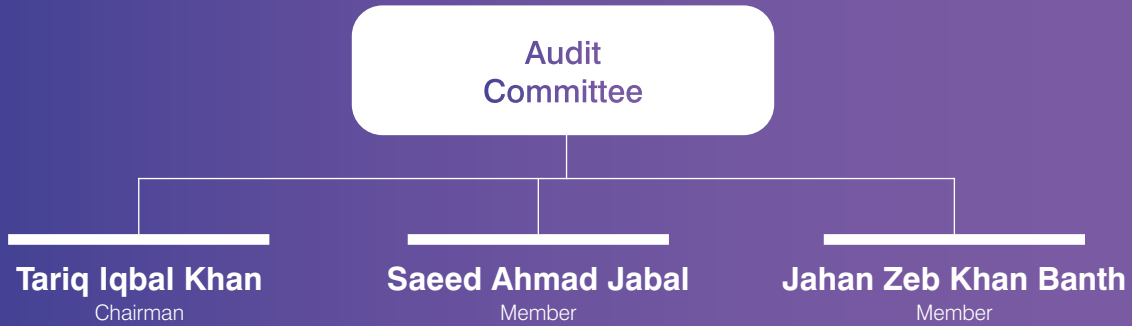 Audit
Committee
Tariq Iqbal Khan
Chairman
Saeed Ahmad Jabal
Member
Jahan Zeb Khan Banth
Member